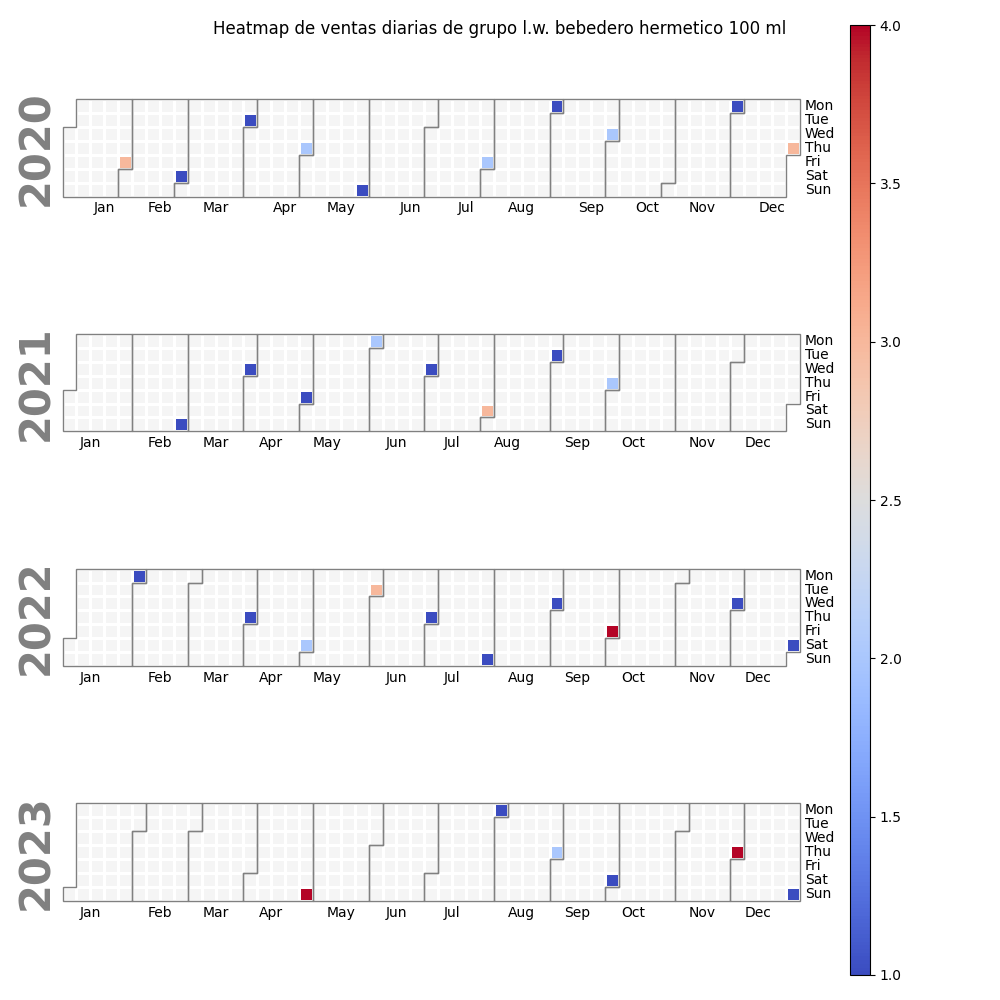 Heatmap de ventas diarias de grupo l.w. bebedero hermetico 100 ml
4.0
3.5
3.0
2.5
2.0
1.5
1.0
2020
Mon
Tue
Wed
Thu
Fri
Sat
Sun
Jan Feb Mar Apr May Jun Jul Aug Sep Oct Nov Dec
2021
Mon
Tue
Wed
Thu
Fri
Sat
Sun
Jan Feb Mar Apr May Jun Jul Aug Sep Oct Nov Dec
2022
Mon
Tue
Wed
Thu
Fri
Sat
Sun
Jan Feb Mar Apr May Jun Jul Aug Sep Oct Nov Dec
2023
Mon
Tue
Wed
Thu
Fri
Sat
Sun
Jan Feb Mar Apr May Jun Jul Aug Sep Oct Nov Dec